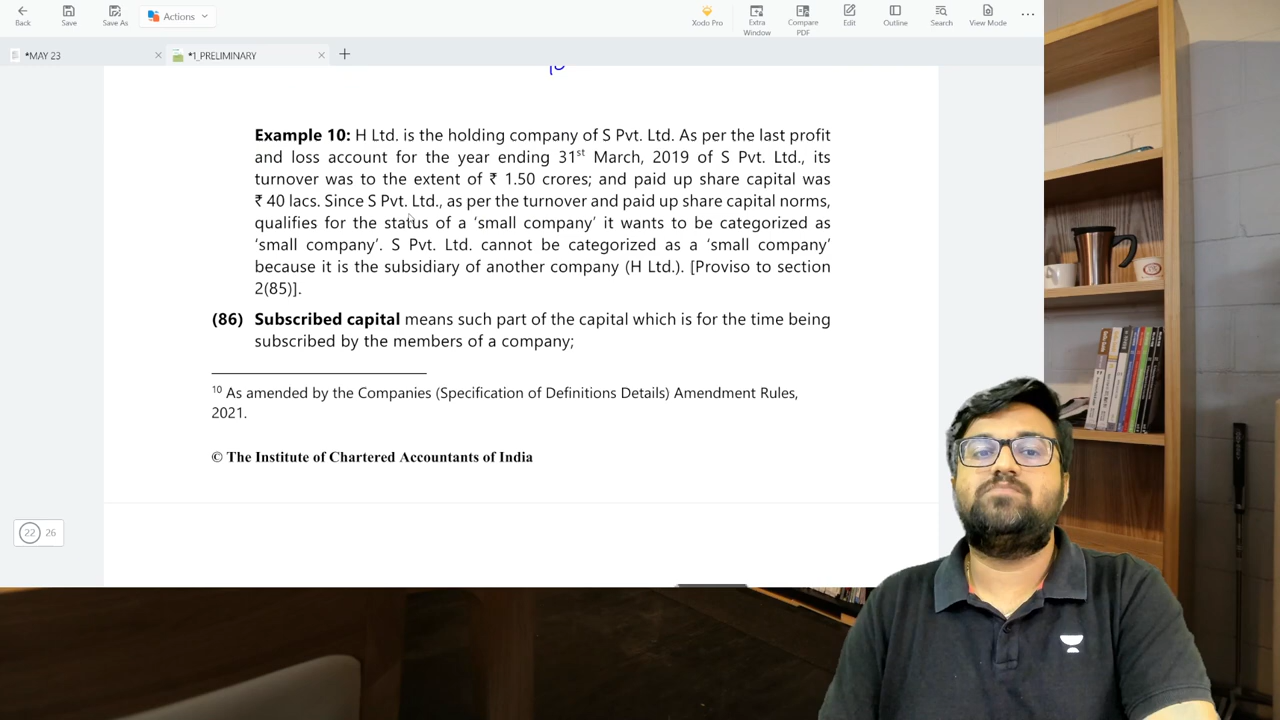 Back
Save
Save As
Actions
Xodo Pro
Extra Window
Compare PDF
Edit
Outline
Search
View Mode
*MAY 23
*1_PRELIMINARY
Example 10: H Ltd. is the holding company of S Pvt. Ltd. As per the last profit
and loss account for the year ending 31st March, 2019 of S Pvt. Ltd., its
turnover was to the extent of ₹ 1.50 crores; and paid up share capital was
₹ 40 lacs. Since S Pvt. Ltd., as per the turnover and paid up share capital norms,
qualifies for the status of a ‘small company’ it wants to be categorized as
‘small company’. S Pvt. Ltd. cannot be categorized as a ‘small company’
because it is the subsidiary of another company (H Ltd.). [Proviso to section
2(85)].
(86) Subscribed capital means such part of the capital which is for the time being
subscribed by the members of a company;
10 As amended by the Companies (Specification of Definitions Details) Amendment Rules,
2021.
© The Institute of Chartered Accountants of India
22 26